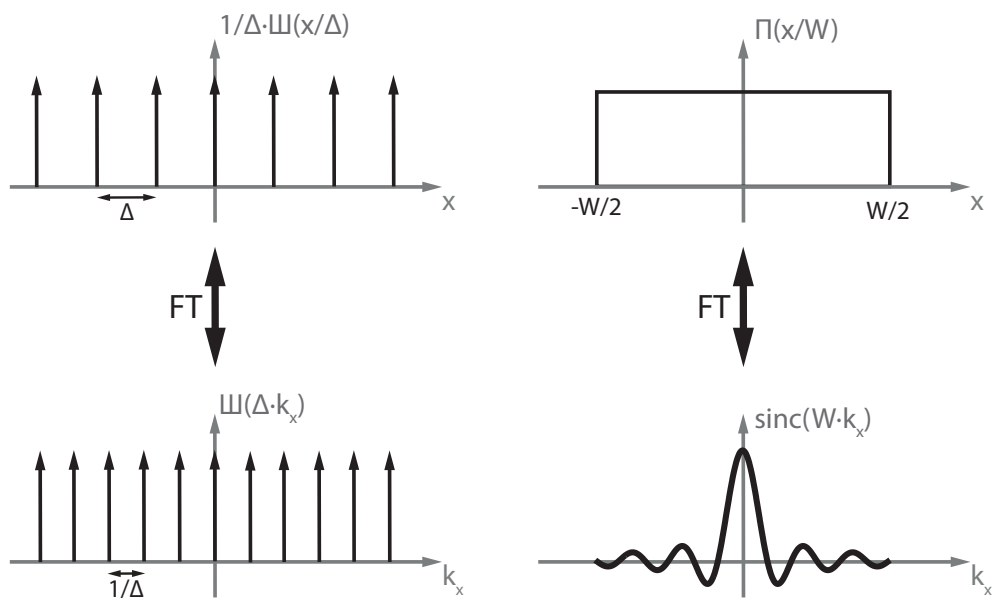 1/Δ·Ш(x/Δ)
Π(x/W)
x
Δ
-W/2
W/2
x
FT
FT
Ш(Δ·kₓ)
sinc(W·kₓ)
kₓ
1/Δ
kₓ